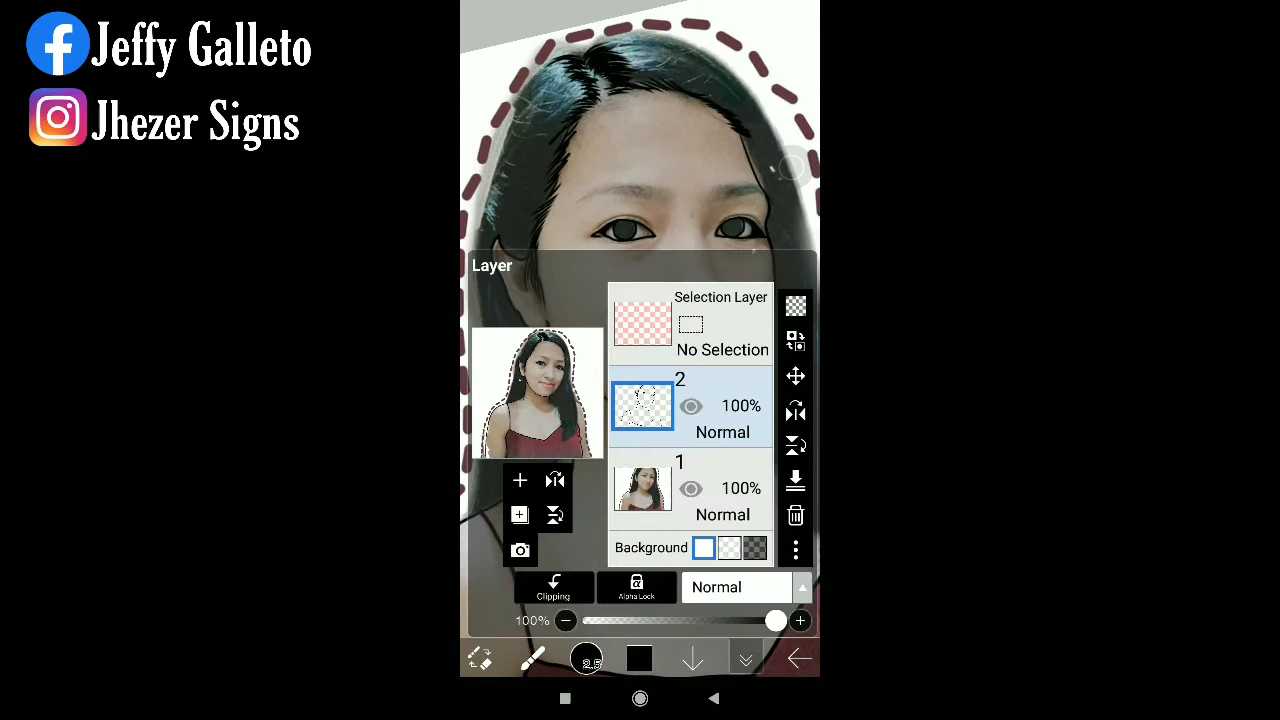 Jeffy Galleto
Jhezer Signs
Layer
Selection Layer
No Selection
2
100%
Normal
1
100%
Normal
Background
Clipping
Alpha Lock
Normal
100%
2.5